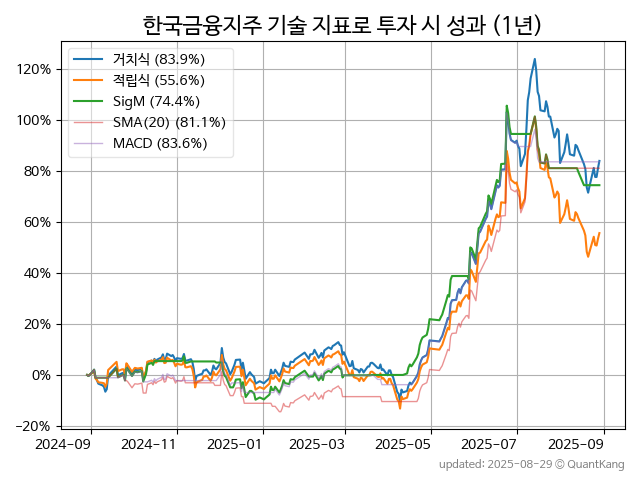 한국금융지주 기술 지표로 투자 시 성과 (1년)
거치식 (83.9%)
적립식 (55.6%)
SigM (74.4%)
SMA(20) (81.1%)
MACD (83.6%)
120%
100%
80%
60%
40%
20%
0%
−20%
2024-09 2024-11 2025-01 2025-03 2025-05 2025-07 2025-09
updated: 2025-08-29 © QuantKang